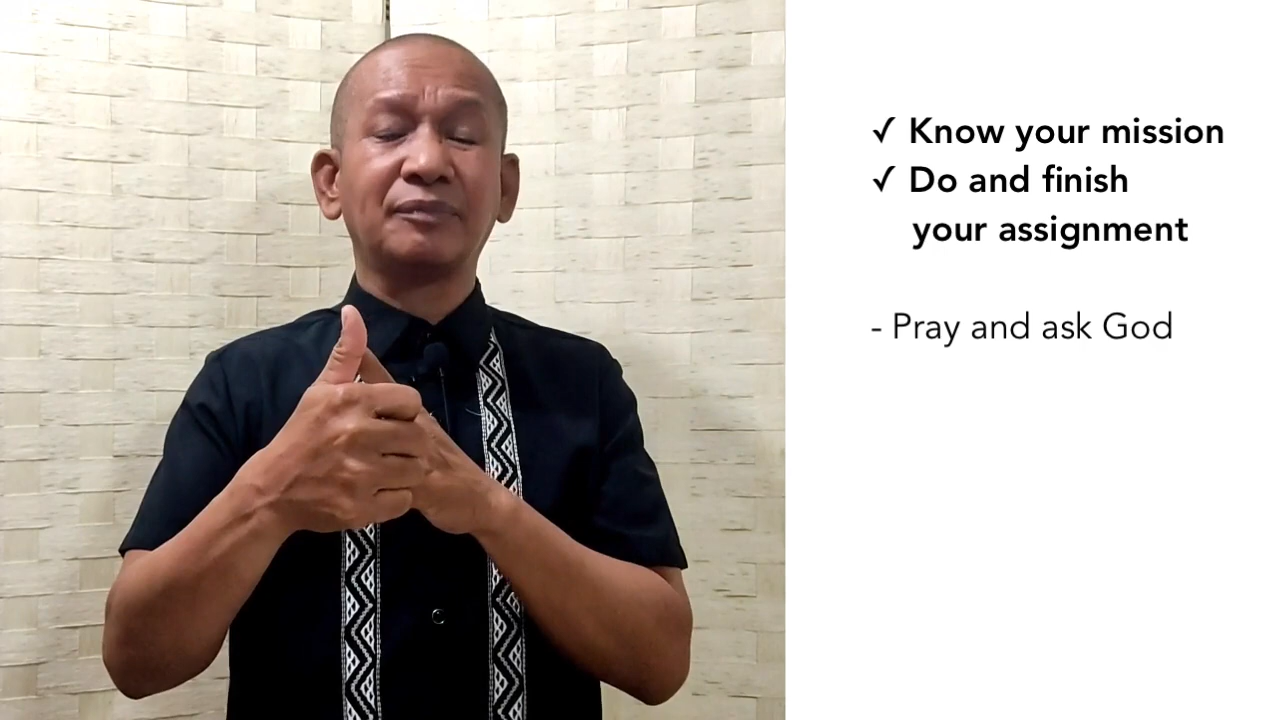 ✓ Know your mission
✓ Do and finish
your assignment
- Pray and ask God